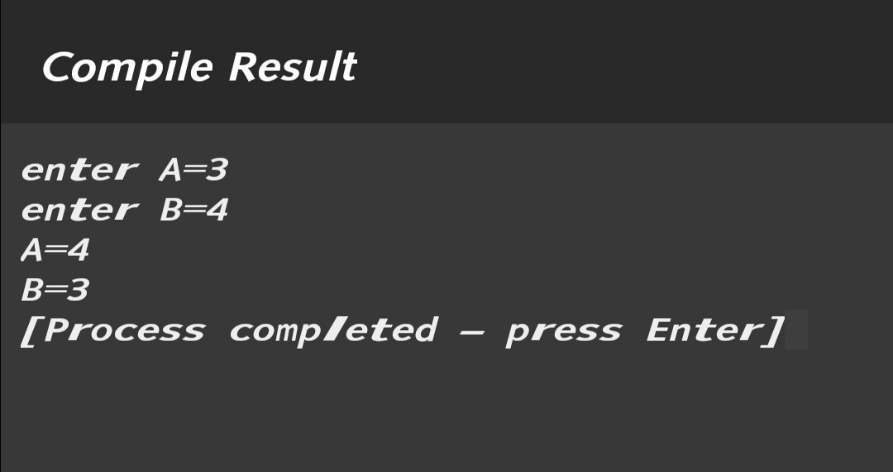 Compile Result
enter A=3
enter B=4
A=4
B=3
[Process completed – press Enter]